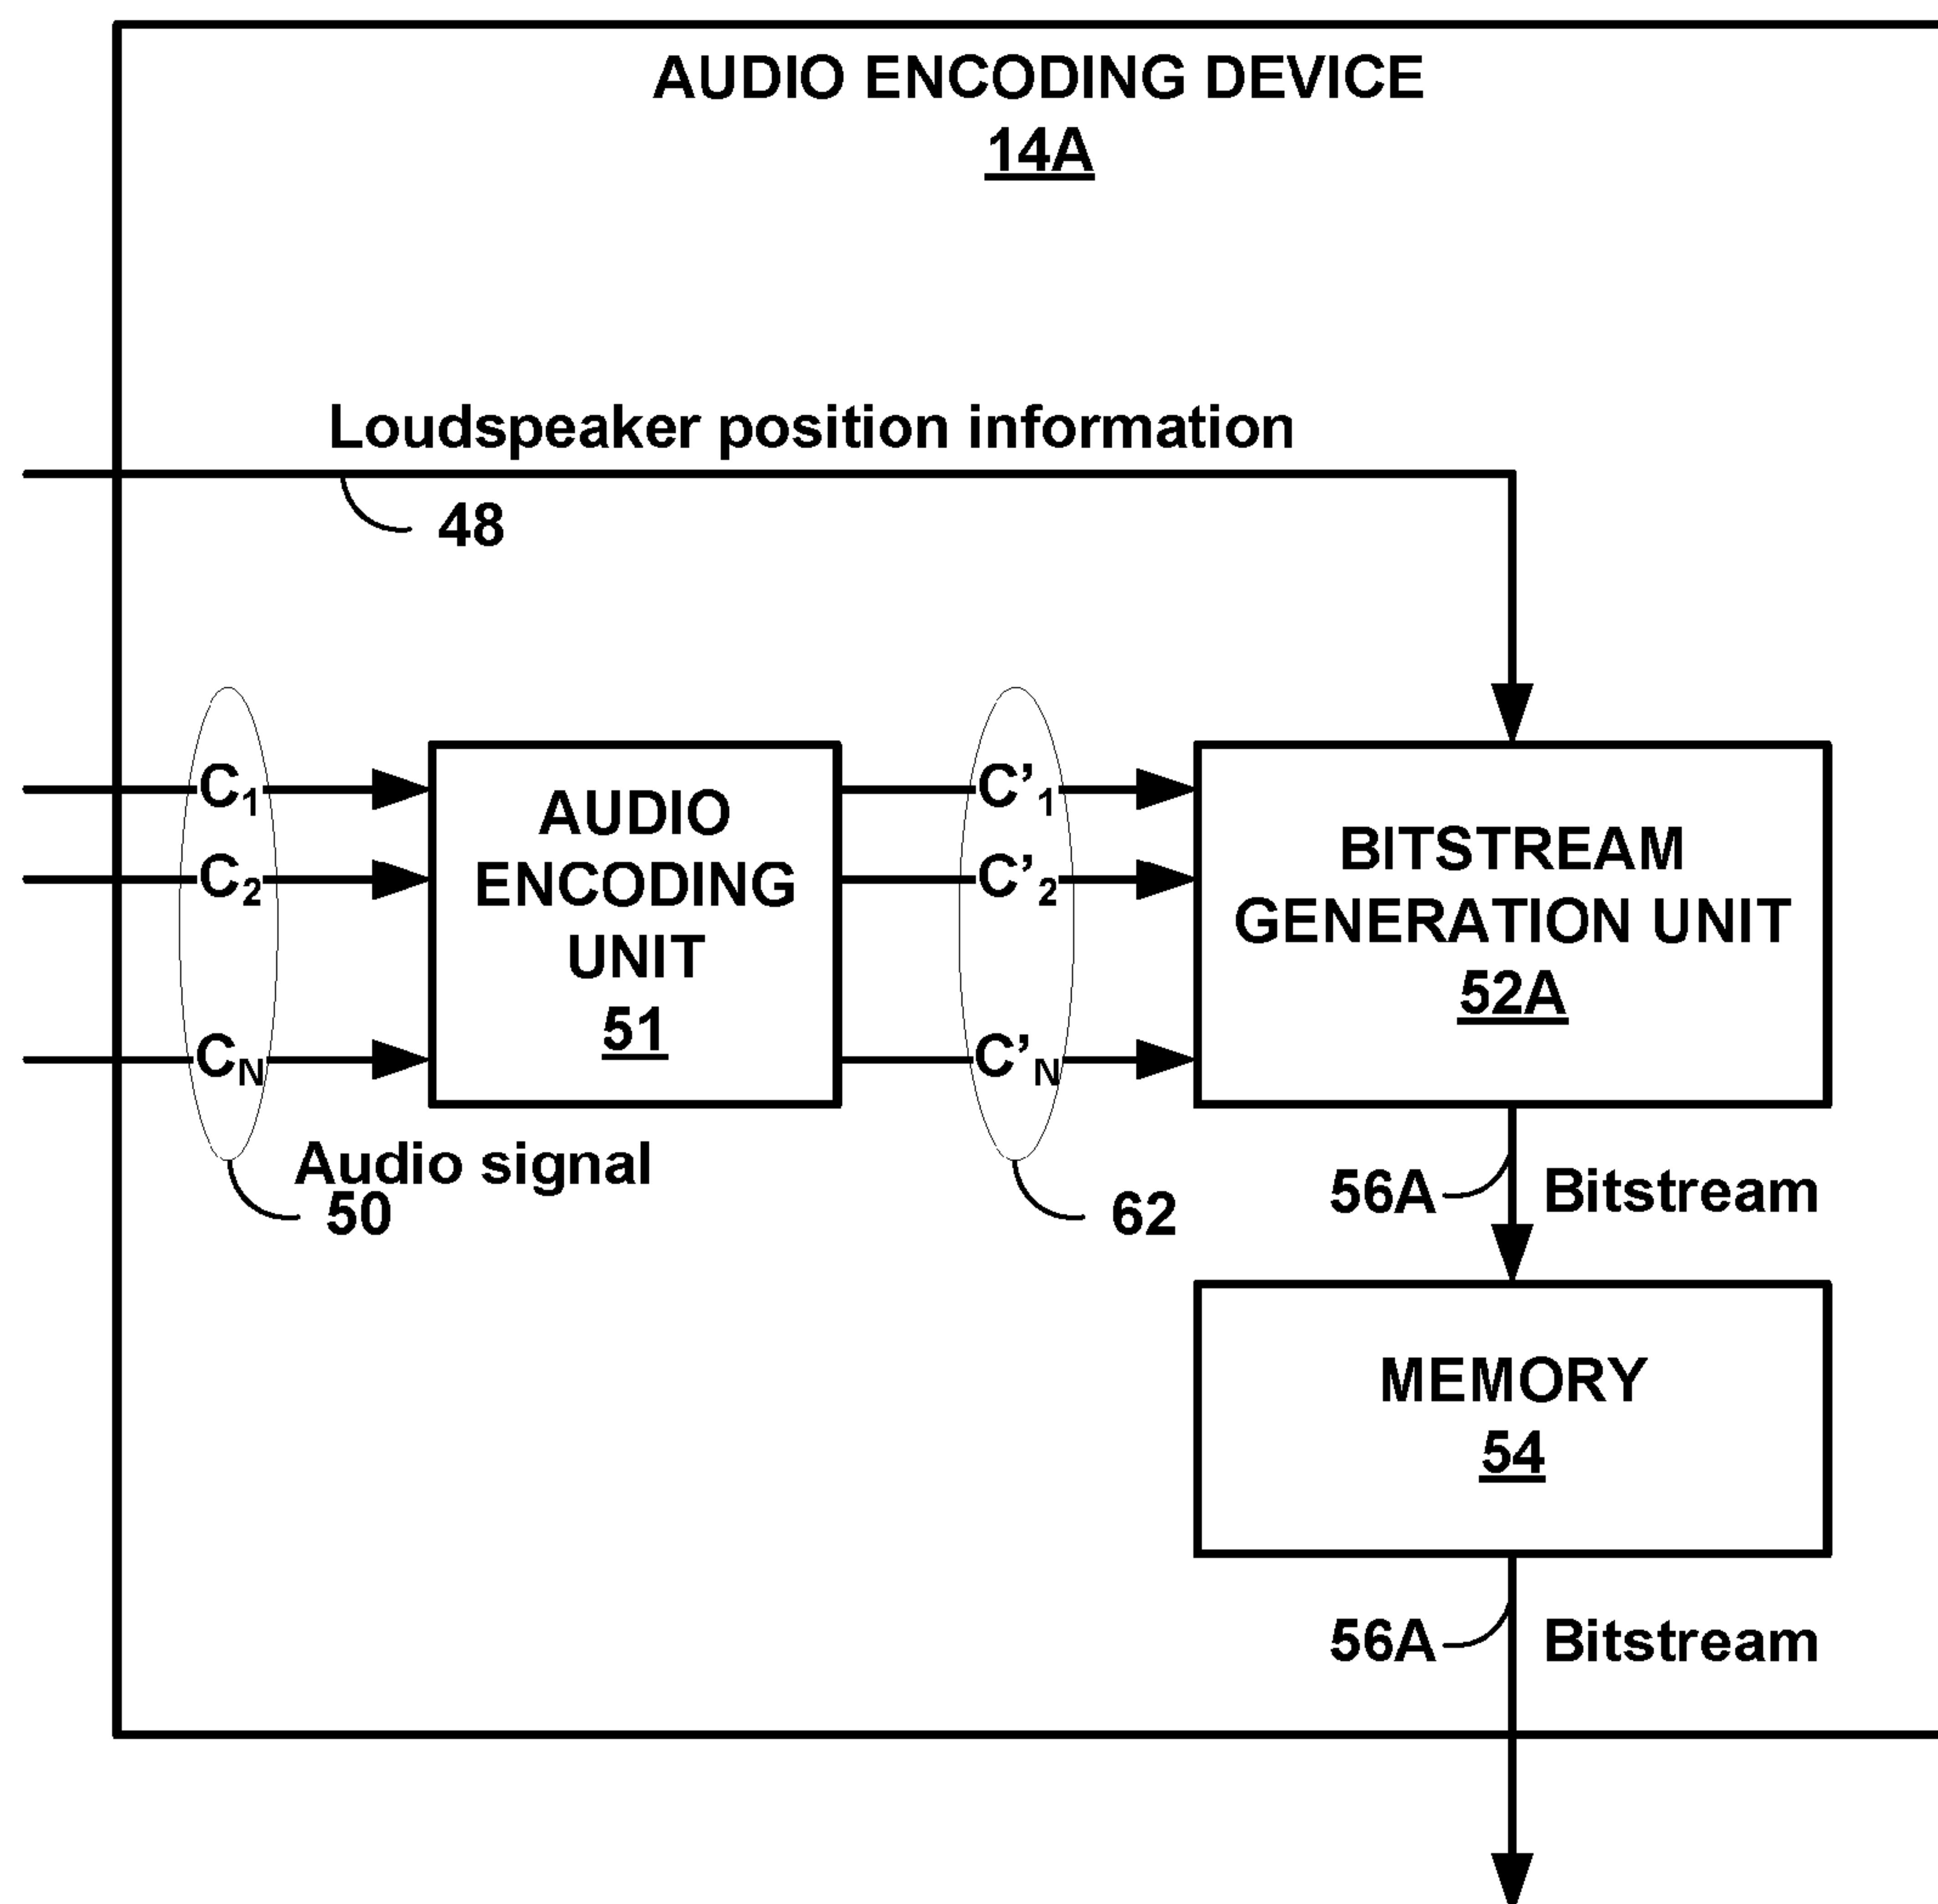 AUDIO ENCODING DEVICE
14A
Loudspeaker position information
48
C1
C2
CN
AUDIO
ENCODING
UNIT
51
C’1
C’2
C’N
BITSTREAM
GENERATION UNIT
52A
Audio signal
50
62
56A
Bitstream
MEMORY
54
56A
Bitstream